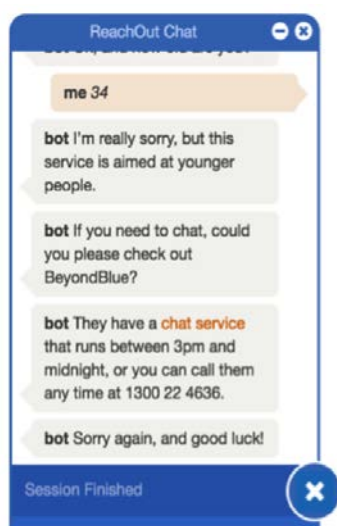 ReachOut Chat
me 34
bot I'm really sorry, but this
service is aimed at younger
people.
bot If you need to chat, could
you please check out
BeyondBlue?
bot They have a chat service
that runs between 3pm and
midnight, or you can call them
any time at 1300 22 4636.
bot Sorry again, and good luck!
Session Finished